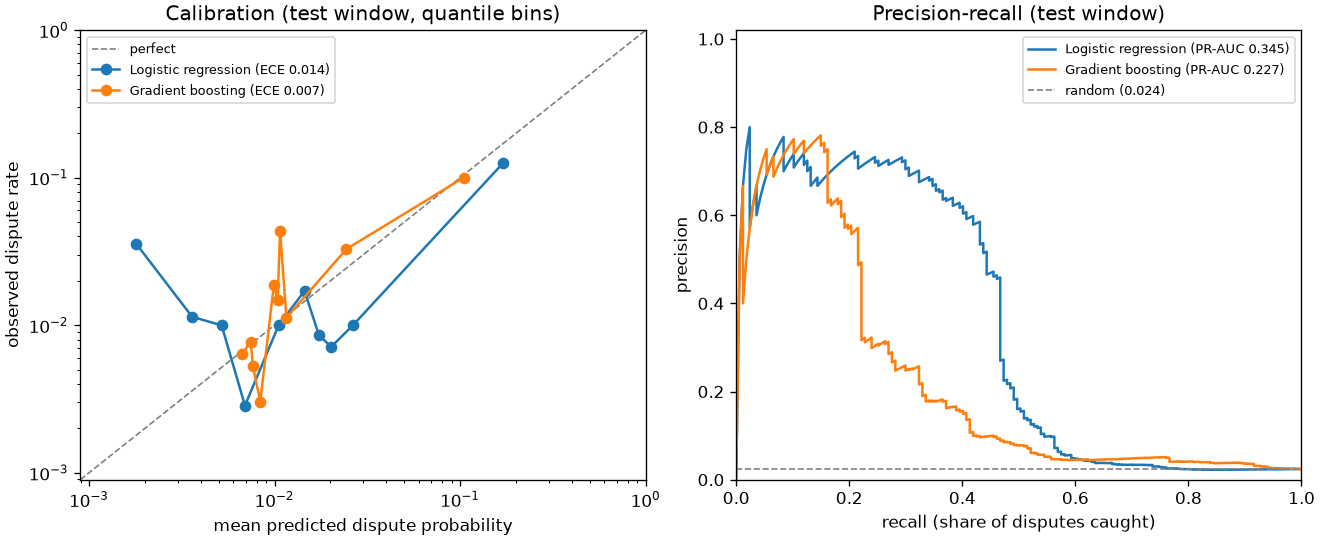 Calibration (test window, quantile bins)
perfect
Logistic regression (ECE 0.014)
Gradient boosting (ECE 0.007)
observed dispute rate
10⁰
10⁻¹
10⁻²
10⁻³
10⁻³
10⁻²
10⁻¹
10⁰
mean predicted dispute probability
Precision-recall (test window)
Logistic regression (PR-AUC 0.345)
Gradient boosting (PR-AUC 0.227)
random (0.024)
precision
1.0
0.8
0.6
0.4
0.2
0.0
0.0
0.2
0.4
0.6
0.8
1.0
recall (share of disputes caught)